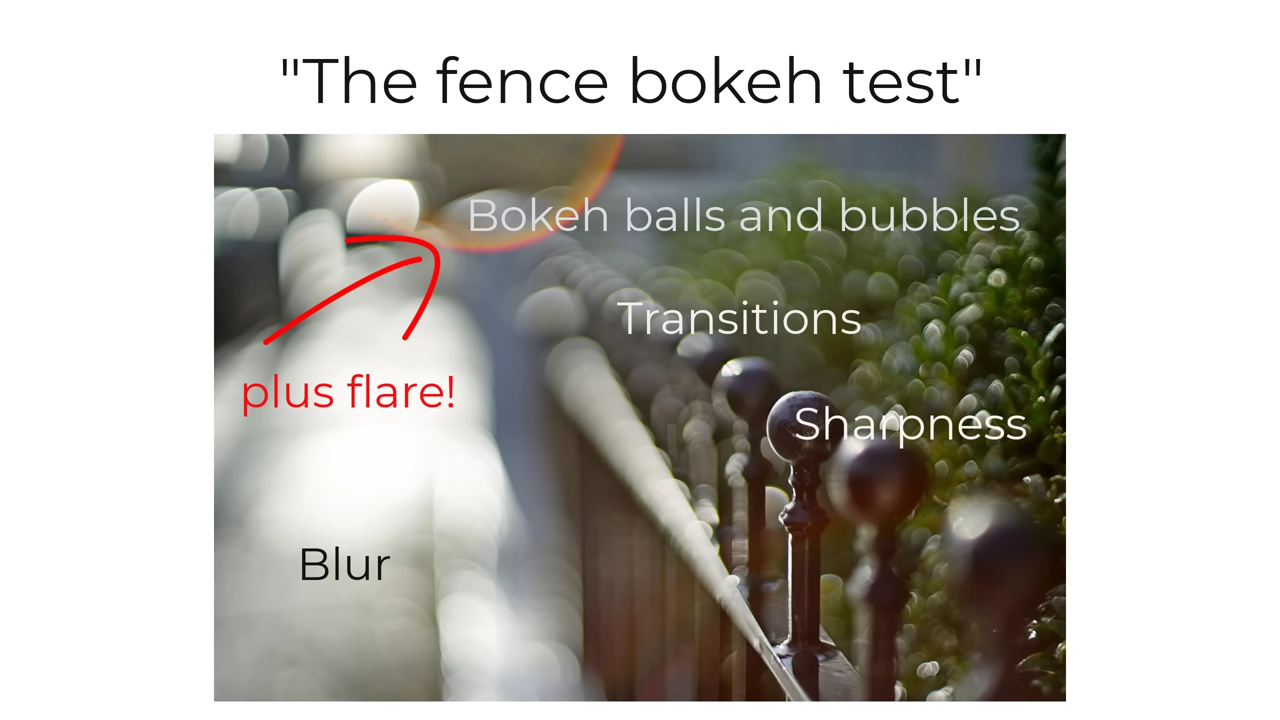 "The fence bokeh test"
Bokeh balls and bubbles
Transitions
plus flare!
Sharpness
Blur